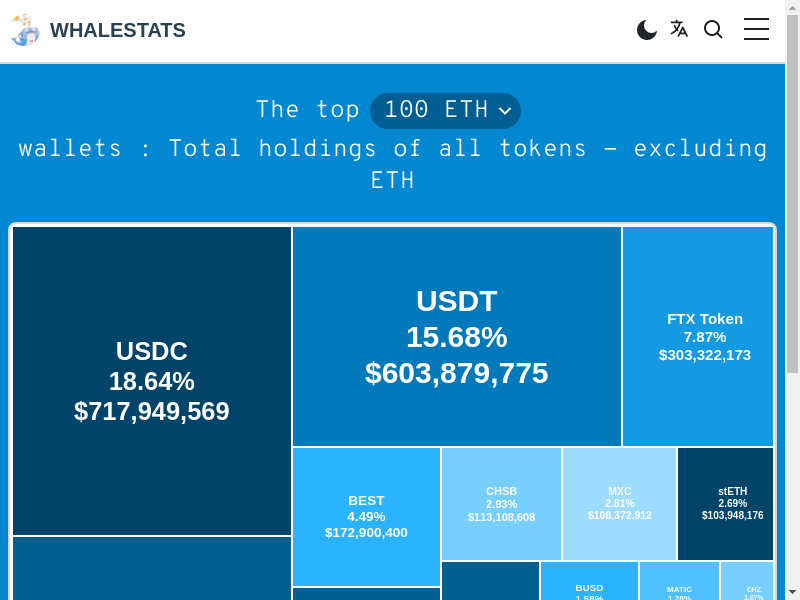 WHALESTATS
The top 100 ETH
wallets : Total holdings of all tokens – excluding
ETH
USDC
18.64%
$717,949,569
USDT
15.68%
$603,879,775
FTX Token
7.87%
$303,322,173
BEST
4.49%
$172,900,400
CHSB
2.93%
$113,108,608
MXC
2.81%
$108,372,912
stETH
2.69%
$103,948,176
BUSD
1.58%
MATIC
1.28%
CHZ
1.07%